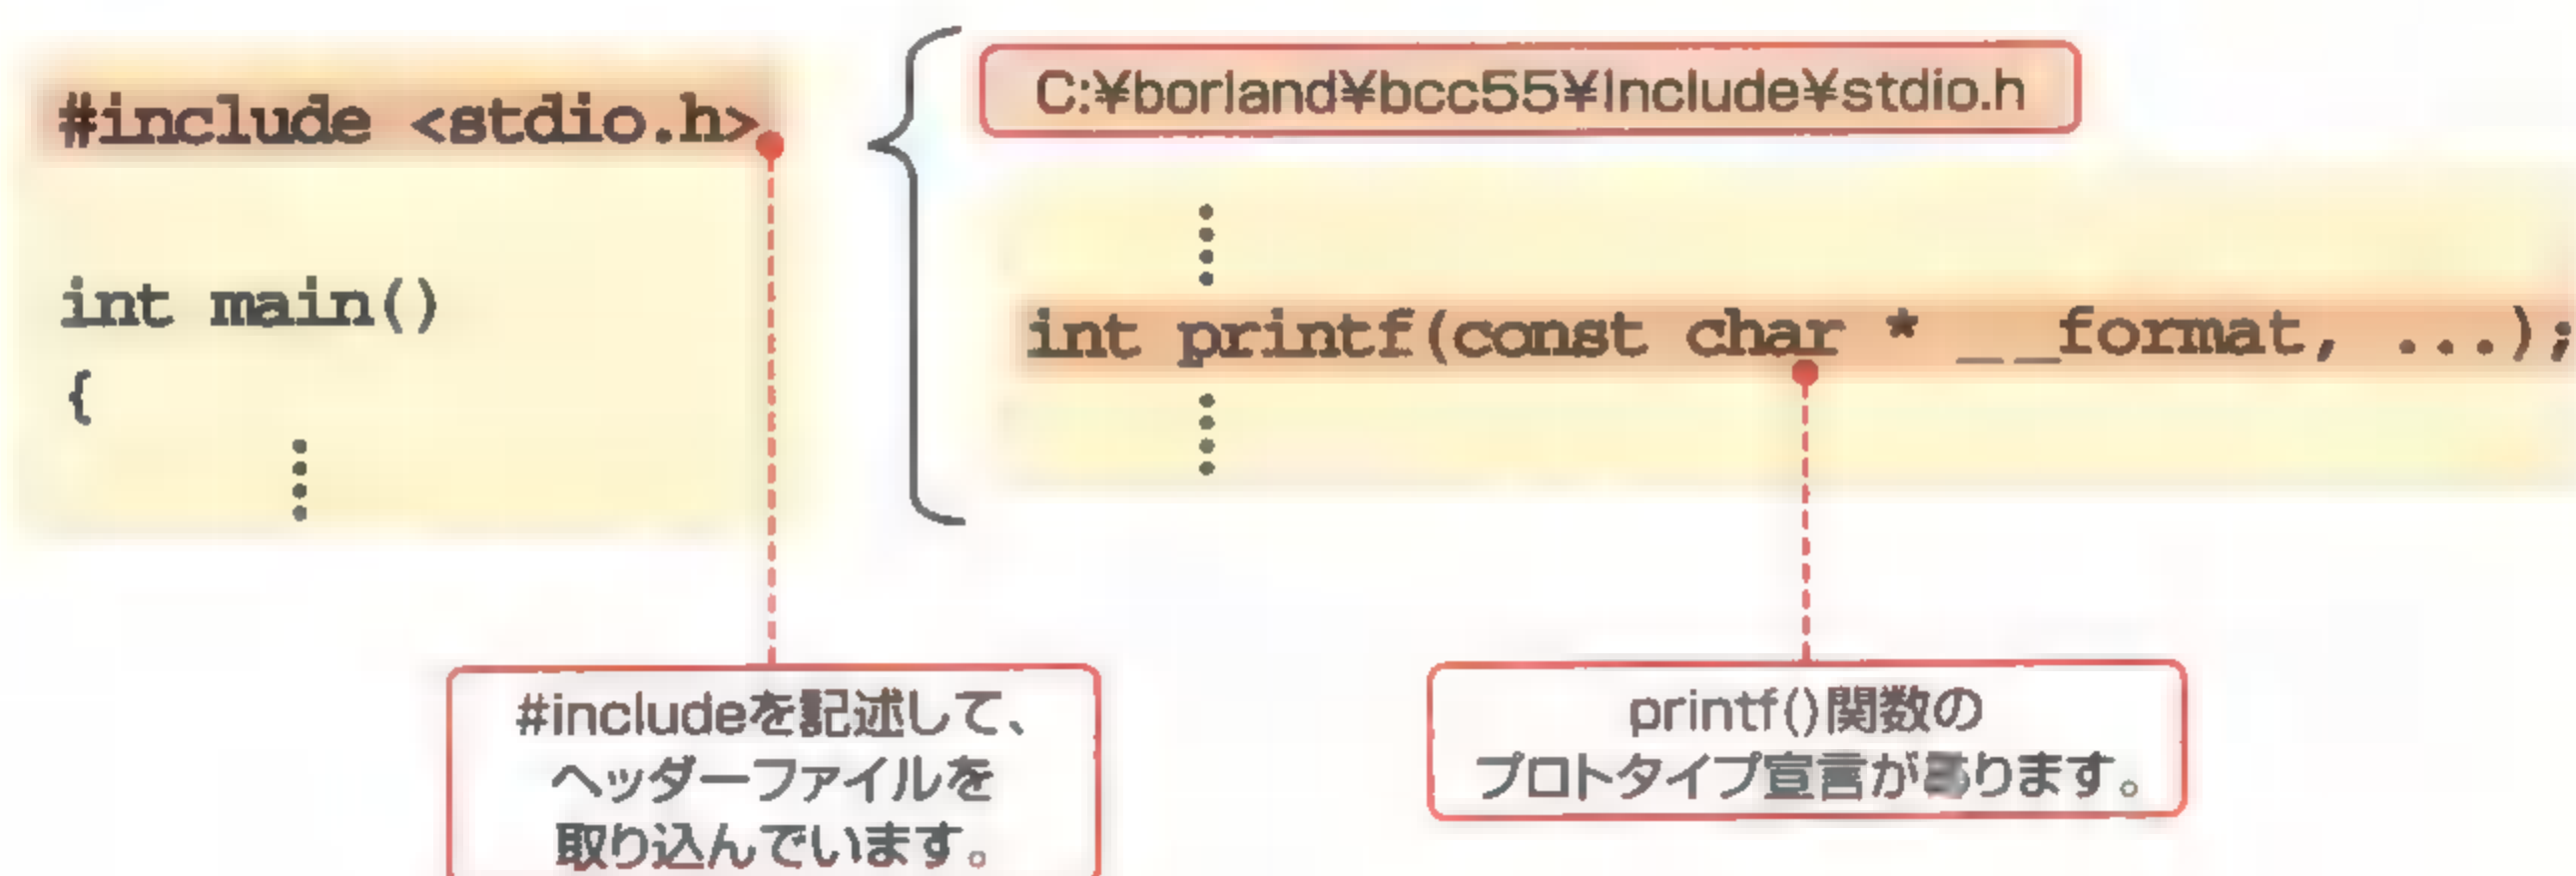 #include <stdio.h>
int main()
{
C:¥borland¥bcc55¥Include¥stdio.h
int printf(const char * __format, ...);
#includeを記述して、
ヘッダーファイルを
取り込んでいます。
printf()関数の
プロトタイプ宣言があります。